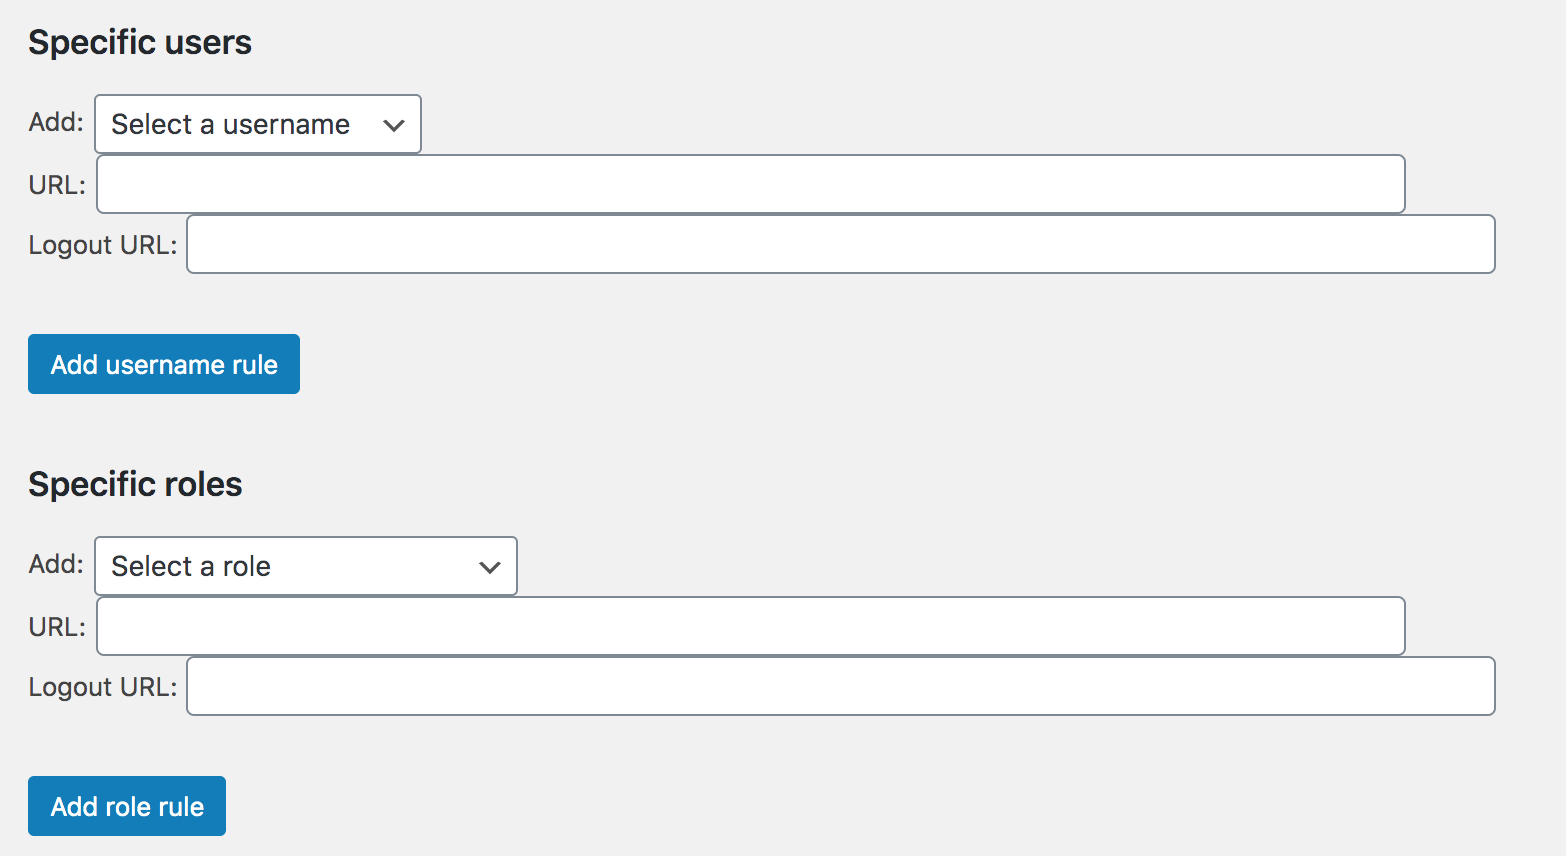 Specific users
Add: Select a username
URL:
Logout URL:
Add username rule
Specific roles
Add: Select a role
URL:
Logout URL:
Add role rule